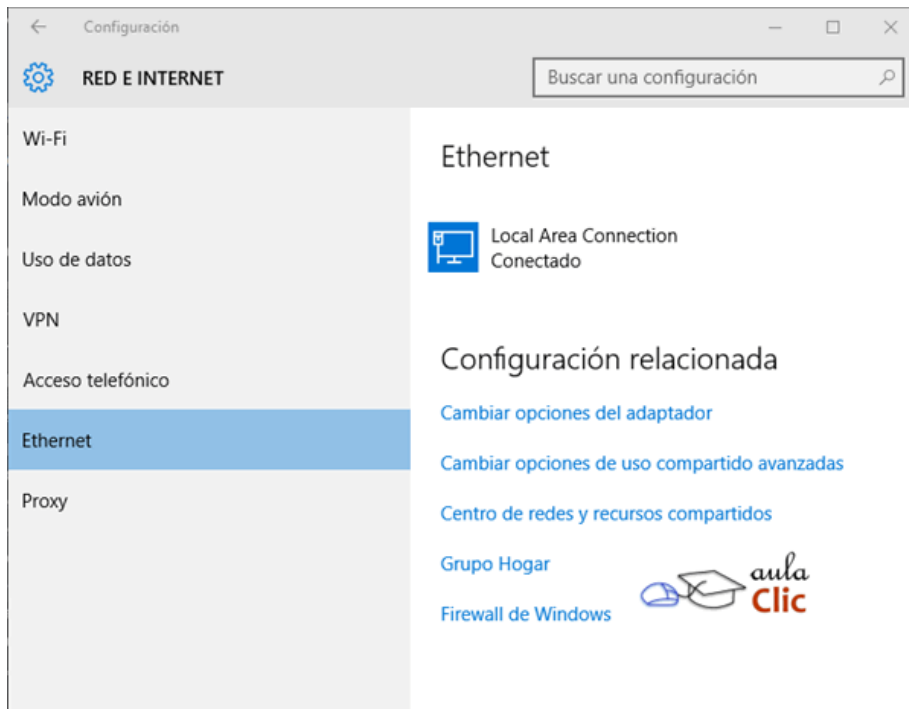 Configuración
RED E INTERNET
Buscar una configuración
Wi-Fi
Modo avión
Uso de datos
VPN
Acceso telefónico
Ethernet
Proxy
Ethernet
Local Area Connection
Conectado
Configuración relacionada
Cambiar opciones del adaptador
Cambiar opciones de uso compartido avanzadas
Centro de redes y recursos compartidos
Grupo Hogar
Firewall de Windows
aula
Clic